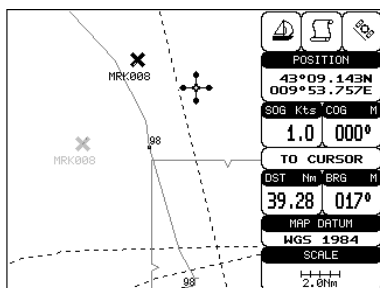 MRK008
MRK008
98
98
POSITION
43°09.143N
009°53.757E
SOG Kts COG M
1.0 000°
TO CURSOR
DST Nm BRG M
39.28 017°
MAP DATUM
WGS 1984
SCALE
2.0Nm